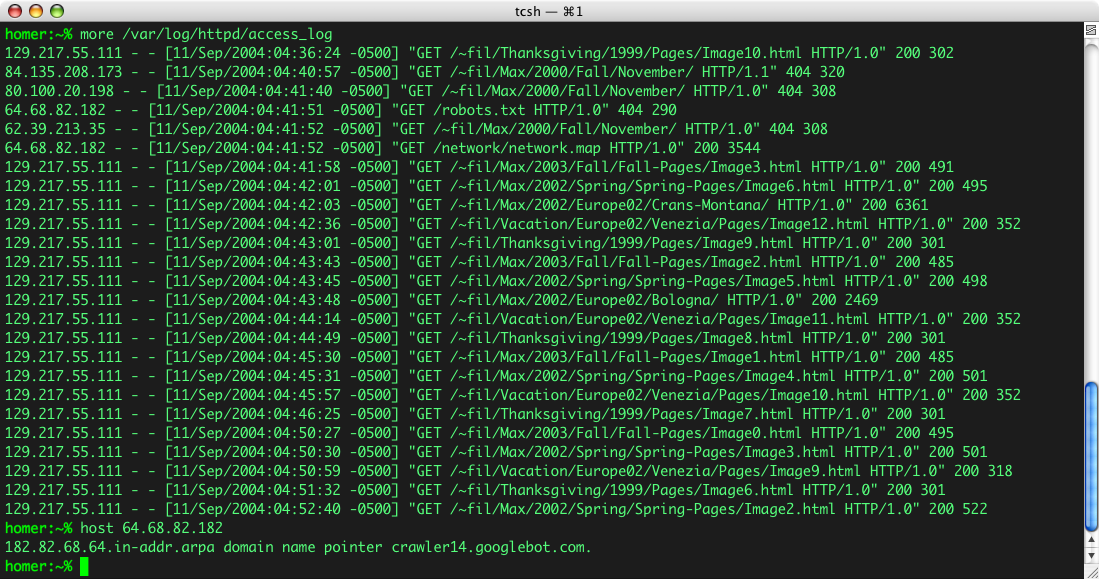 tcsh — ⌘1
homer:~% more /var/log/httpd/access_log
129.217.55.111 - - [11/Sep/2004:04:36:24 -0500] "GET /~fil/Thanksgiving/1999/Pages/Image10.html HTTP/1.0" 200 302
84.135.208.173 - - [11/Sep/2004:04:40:57 -0500] "GET /~fil/Max/2000/Fall/November/ HTTP/1.1" 404 320
80.100.20.198 - - [11/Sep/2004:04:41:40 -0500] "GET /~fil/Max/2000/Fall/November/ HTTP/1.0" 404 308
64.68.82.182 - - [11/Sep/2004:04:41:51 -0500] "GET /robots.txt HTTP/1.0" 404 290
62.39.213.35 - - [11/Sep/2004:04:41:52 -0500] "GET /~fil/Max/2000/Fall/November/ HTTP/1.0" 404 308
64.68.82.182 - - [11/Sep/2004:04:41:52 -0500] "GET /network/network.map HTTP/1.0" 200 3544
129.217.55.111 - - [11/Sep/2004:04:41:58 -0500] "GET /~fil/Max/2003/Fall/Fall-Pages/Image3.html HTTP/1.0" 200 491
129.217.55.111 - - [11/Sep/2004:04:42:01 -0500] "GET /~fil/Max/2002/Spring/Spring-Pages/Image6.html HTTP/1.0" 200 495
129.217.55.111 - - [11/Sep/2004:04:42:03 -0500] "GET /~fil/Max/2002/Europe02/Crans-Montana/ HTTP/1.0" 200 6361
129.217.55.111 - - [11/Sep/2004:04:42:36 -0500] "GET /~fil/Vacation/Europe02/Venezia/Pages/Image12.html HTTP/1.0" 200 352
129.217.55.111 - - [11/Sep/2004:04:43:01 -0500] "GET /~fil/Thanksgiving/1999/Pages/Image9.html HTTP/1.0" 200 301
129.217.55.111 - - [11/Sep/2004:04:43:43 -0500] "GET /~fil/Max/2003/Fall/Fall-Pages/Image2.html HTTP/1.0" 200 485
129.217.55.111 - - [11/Sep/2004:04:43:45 -0500] "GET /~fil/Max/2002/Spring/Spring-Pages/Image5.html HTTP/1.0" 200 498
129.217.55.111 - - [11/Sep/2004:04:43:48 -0500] "GET /~fil/Max/2002/Europe02/Bologna/ HTTP/1.0" 200 2469
129.217.55.111 - - [11/Sep/2004:04:44:14 -0500] "GET /~fil/Vacation/Europe02/Venezia/Pages/Image11.html HTTP/1.0" 200 352
129.217.55.111 - - [11/Sep/2004:04:44:49 -0500] "GET /~fil/Thanksgiving/1999/Pages/Image8.html HTTP/1.0" 200 301
129.217.55.111 - - [11/Sep/2004:04:45:30 -0500] "GET /~fil/Max/2003/Fall/Fall-Pages/Image1.html HTTP/1.0" 200 485
129.217.55.111 - - [11/Sep/2004:04:45:31 -0500] "GET /~fil/Max/2002/Spring/Spring-Pages/Image4.html HTTP/1.0" 200 501
129.217.55.111 - - [11/Sep/2004:04:45:57 -0500] "GET /~fil/Vacation/Europe02/Venezia/Pages/Image10.html HTTP/1.0" 200 352
129.217.55.111 - - [11/Sep/2004:04:46:25 -0500] "GET /~fil/Thanksgiving/1999/Pages/Image7.html HTTP/1.0" 200 301
129.217.55.111 - - [11/Sep/2004:04:50:27 -0500] "GET /~fil/Max/2003/Fall/Fall-Pages/Image0.html HTTP/1.0" 200 495
129.217.55.111 - - [11/Sep/2004:04:50:30 -0500] "GET /~fil/Max/2002/Spring/Spring-Pages/Image3.html HTTP/1.0" 200 501
129.217.55.111 - - [11/Sep/2004:04:50:59 -0500] "GET /~fil/Vacation/Europe02/Venezia/Pages/Image9.html HTTP/1.0" 200 318
129.217.55.111 - - [11/Sep/2004:04:51:32 -0500] "GET /~fil/Thanksgiving/1999/Pages/Image6.html HTTP/1.0" 200 301
129.217.55.111 - - [11/Sep/2004:04:52:40 -0500] "GET /~fil/Max/2002/Spring/Spring-Pages/Image2.html HTTP/1.0" 200 522
homer:~% host 64.68.82.182
182.82.68.64.in-addr.arpa domain name pointer crawler14.googlebot.com.
homer:~%